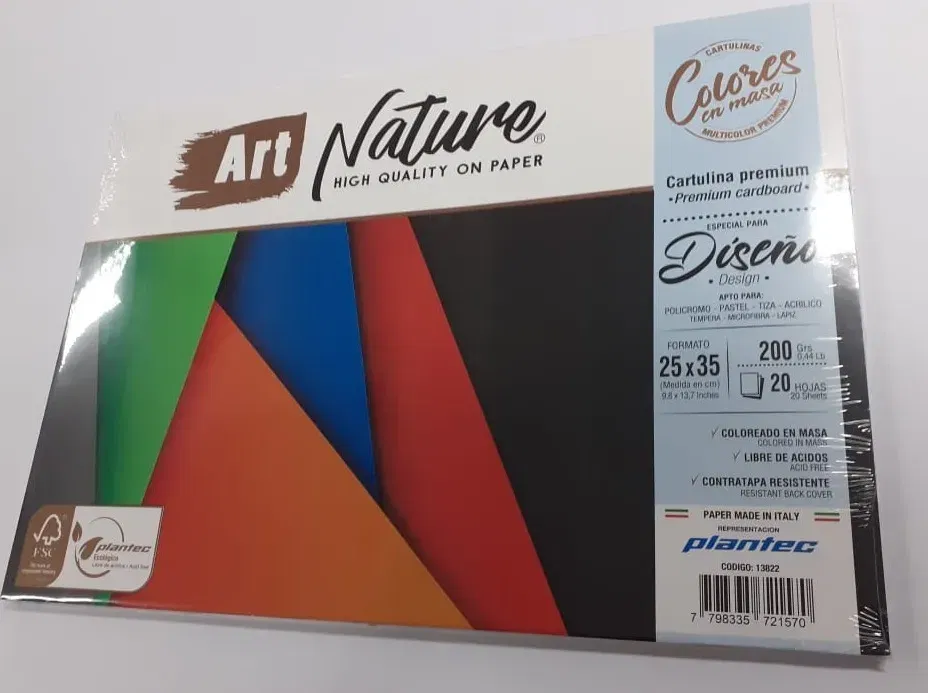 Art Nature®
HIGH QUALITY ON PAPER
CARTULINAS
Colores
en masa
MULTICOLOR PREMIUM
Cartulina premium
•Premium cardboard•
ESPECIAL PARA
Diseño
• Design •
APTO PARA:
POLICROMO - PASTEL - TIZA - ACRILICO
TEMPERA - MICROFIBRA - LAPIZ
FORMATO
25 x 35
(Medida en cm)
9.8 x 13,7 Inches
200 Grs
0.44 Lb
20 HOJAS
20 Sheets
✓ COLOREADO EN MASA
COLORED IN MASS
✓ LIBRE DE ACIDOS
ACID FREE
✓ CONTRATAPA RESISTENTE
RESISTANT BACK COVER
PAPER MADE IN ITALY
REPRESENTACION
plantec
CODIGO: 13822
7 798335 721570
FSC
plantec
Ecológico